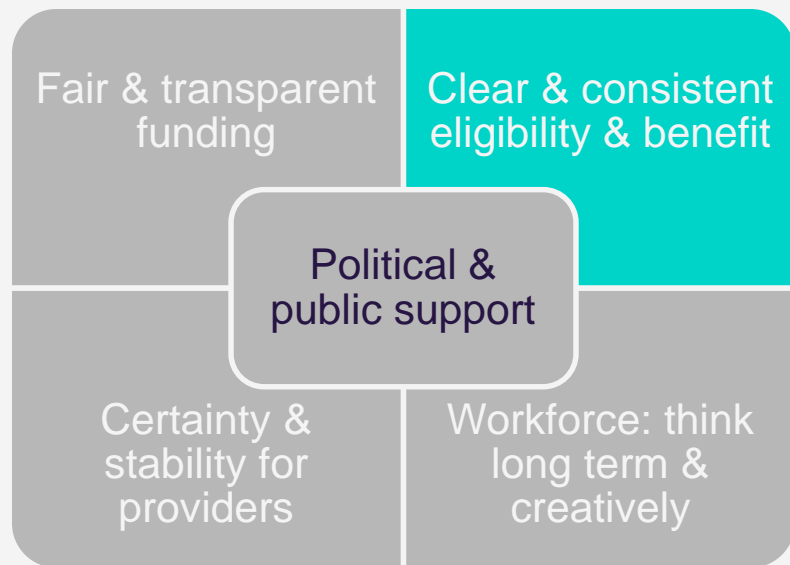 Fair & transparent
funding
Clear & consistent
eligibility & benefit
Political &
public support
Certainty &
stability for
providers
Workforce: think
long term &
creatively